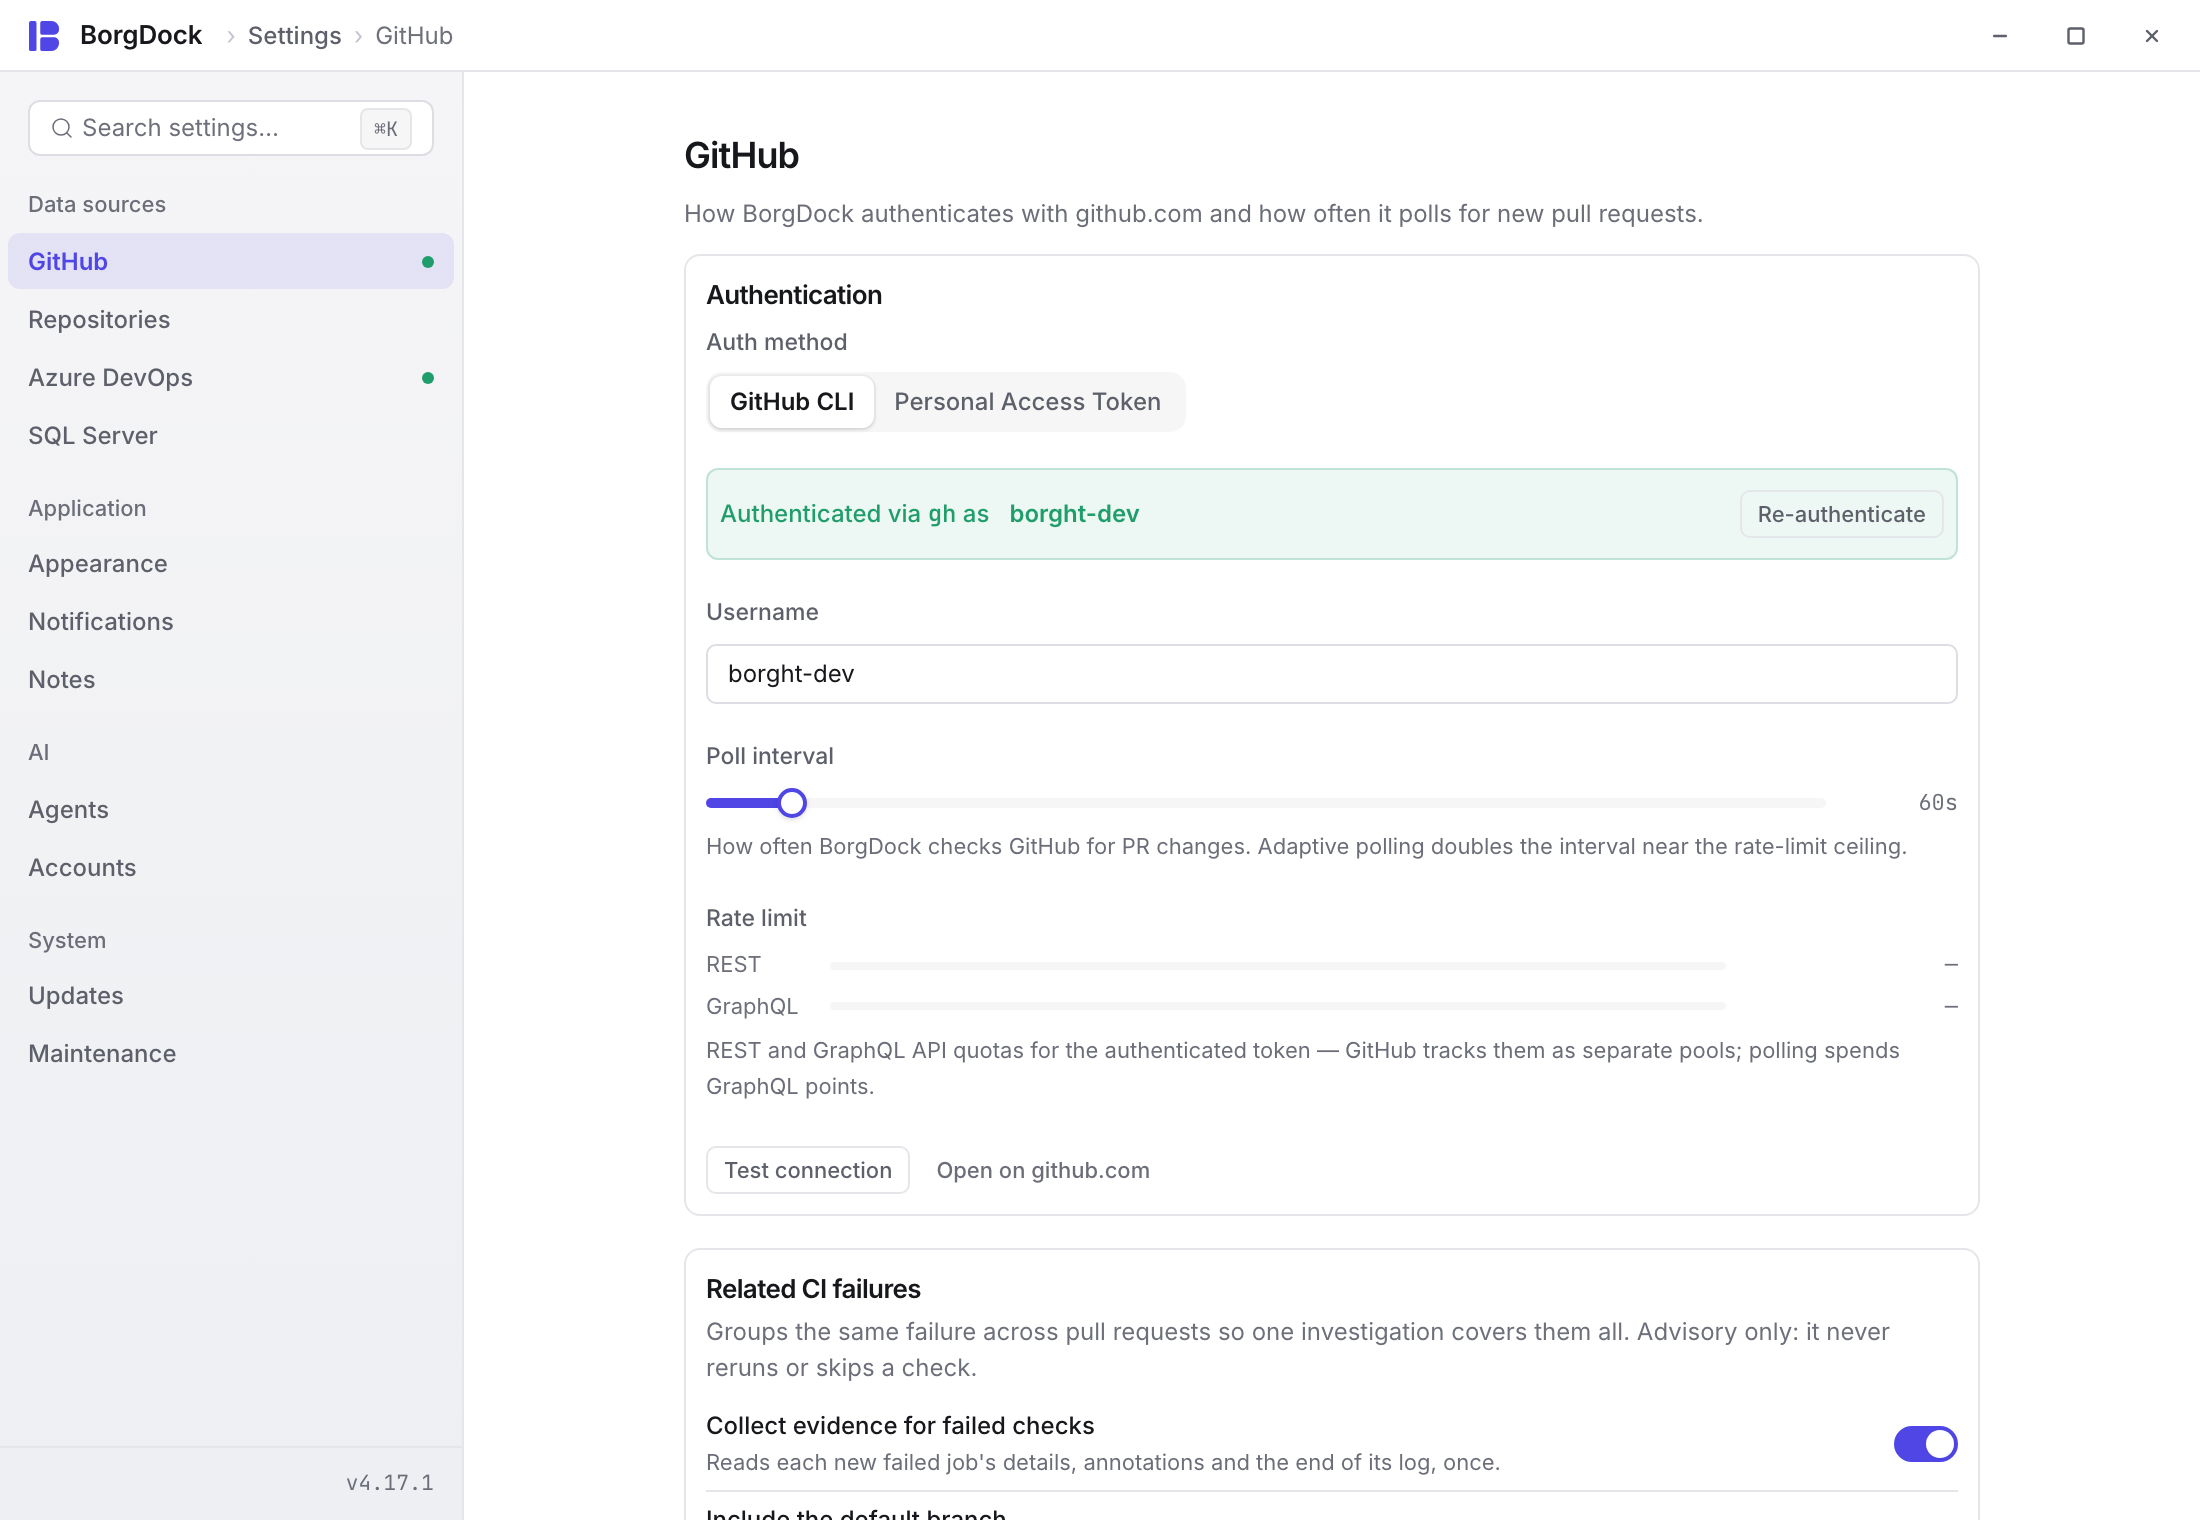 BorgDock › Settings › GitHub
Search settings... ⌘K
Data sources
GitHub
Repositories
Azure DevOps
SQL Server
Application
Appearance
Notifications
Notes
AI
Agents
Accounts
System
Updates
Maintenance
v4.17.1
GitHub
How BorgDock authenticates with github.com and how often it polls for new pull requests.
Authentication
Auth method
GitHub CLI Personal Access Token
Authenticated via gh as borght-dev Re-authenticate
Username
borght-dev
Poll interval
60s
How often BorgDock checks GitHub for PR changes. Adaptive polling doubles the interval near the rate-limit ceiling.
Rate limit
REST —
GraphQL —
REST and GraphQL API quotas for the authenticated token — GitHub tracks them as separate pools; polling spends
GraphQL points.
Test connection Open on github.com
Related CI failures
Groups the same failure across pull requests so one investigation covers them all. Advisory only: it never
reruns or skips a check.
Collect evidence for failed checks
Reads each new failed job's details, annotations and the end of its log, once.
Include the default branch